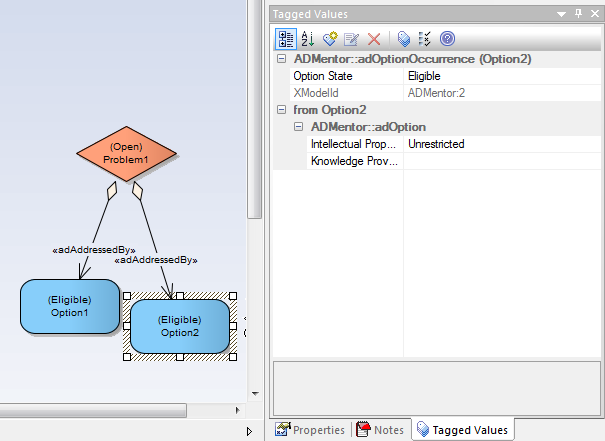 Tagged Values
ADMentor::adOptionOccurrence (Option2)
Option State Eligible
XModelId ADMentor:2
from Option2
ADMentor::adOption
Intellectual Prop... Unrestricted
Knowledge Prov...
(Open)
Problem1
«adAddressedBy»
«adAddressedBy»
(Eligible)
Option1
(Eligible)
Option2
Properties Notes Tagged Values